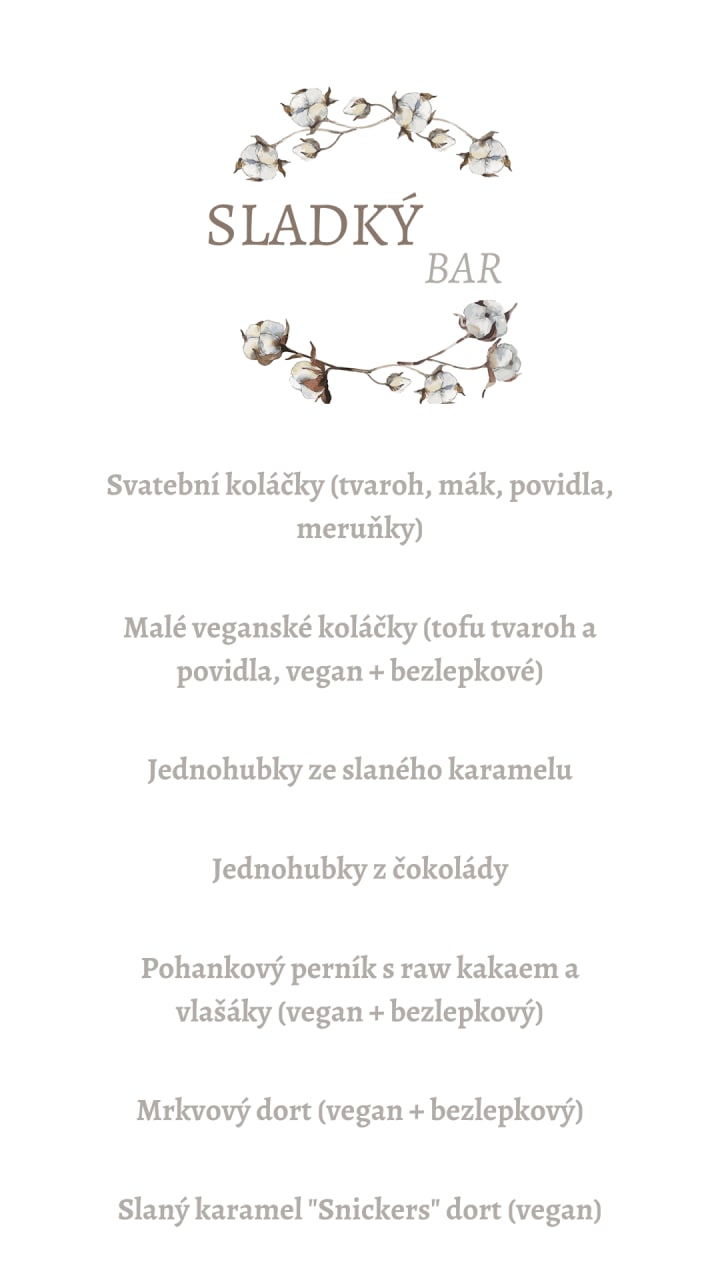 SLADKÝ
BAR
Svatební koláčky (tvaroh, mák, povidla,
meruňky)
Malé veganské koláčky (tofu tvaroh a
povidla, vegan + bezlepkové)
Jednohubky ze slaného karamelu
Jednohubky z čokolády
Pohankový perník s raw kakaem a
vlašáky (vegan + bezlepkový)
Mrkvový dort (vegan + bezlepkový)
Slaný karamel "Snickers" dort (vegan)